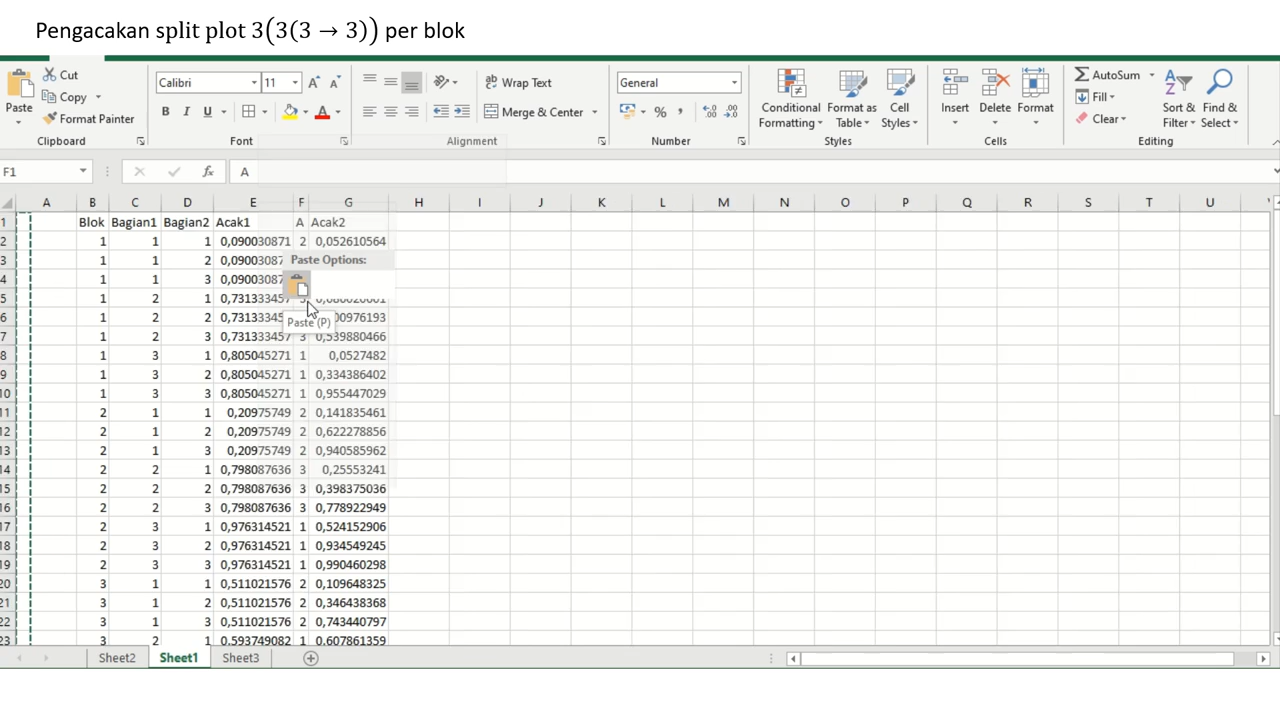 Pengacakan split plot 3(3(3 → 3)) per blok
Cut
Copy
Format Painter
Paste
Clipboard
Calibri 11
B I U
Font
Wrap Text
Merge & Center
Alignment
General
%
Number
Conditional Formatting
Format as Table
Cell Styles
Styles
Insert Delete Format
Cells
AutoSum
Fill
Clear
Sort & Filter
Find & Select
Editing
F1 fx A
A B C D E F G H I J K L M N O P Q R S T U
1 Blok Bagian1 Bagian2 Acak1 A Acak2
2 1 1 1 0,090030871 2 0,052610564
3 1 1 2 0,09003087
Paste Options:
4 1 1 3 0,0900308
5 1 2 1 0,731333457
6 1 2 2 0,73133345 00976193
Paste (P)
7 1 2 3 0,731333457 3 0,539880466
8 1 3 1 0,805045271 1 0,0527482
9 1 3 2 0,805045271 1 0,334386402
10 1 3 3 0,805045271 1 0,955447029
11 2 1 1 0,20975749 2 0,141835461
12 2 1 2 0,20975749 2 0,622278856
13 2 1 3 0,20975749 2 0,940585962
14 2 2 1 0,798087636 3 0,25553241
15 2 2 2 0,798087636 3 0,398375036
16 2 2 3 0,798087636 3 0,778922949
17 2 3 1 0,976314521 1 0,524152906
18 2 3 2 0,976314521 1 0,934549245
19 2 3 3 0,976314521 1 0,990460298
20 3 1 1 0,511021576 2 0,109648325
21 3 1 2 0,511021576 2 0,346438368
22 3 1 3 0,511021576 2 0,743440797
23 3 2 1 0,593749082 1 0,607861359
Sheet2 Sheet1 Sheet3